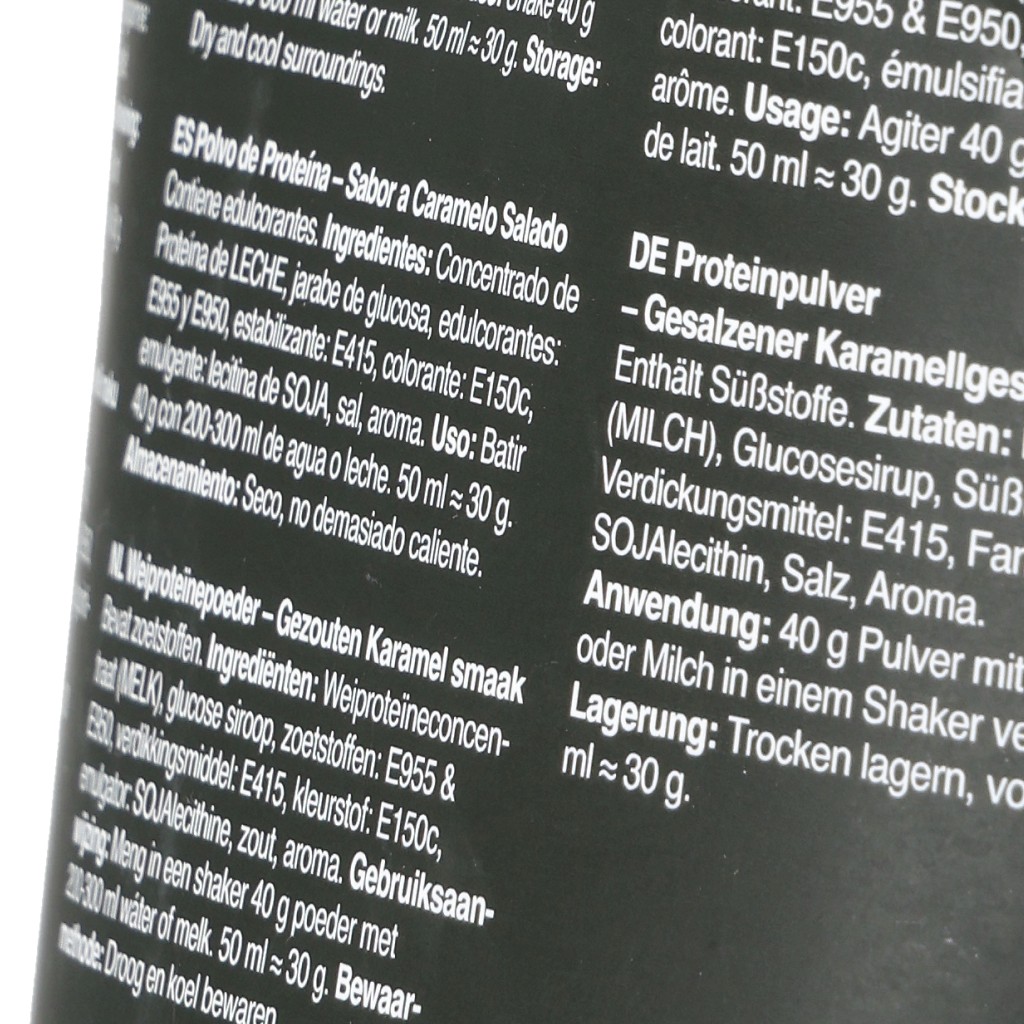 ml water or milk. 50 ml ≈ 30 g. Storage:
Dry and cool surroundings.
ES Polvo de Proteína – Sabor a Caramelo Salado
Contiene edulcorantes. Ingredientes: Concentrado de
Proteína de LECHE, jarabe de glucosa, edulcorantes:
E955 y E950, estabilizante: E415, colorante: E150c,
emulgente: lecitina de SOJA, sal, aroma. Uso: Batir
40 g con 200-300 ml de agua o leche. 50 ml ≈ 30 g.
Almacenamiento: Seco, no demasiado caliente.
NL Weiproteïnepoeder – Gezouten Karamel smaak
Bevat zoetstoffen. Ingrediënten: Weiproteïneconcen-
traat (MELK), glucose siroop, zoetstoffen: E955 &
E950, verdikkingsmiddel: E415, kleurstof: E150c,
emulgator: SOJAlecithine, zout, aroma. Gebruiksaan-
wijzing: Meng in een shaker 40 g poeder met
200-300 ml wáter of melk. 50 ml ≈ 30 g. Bewaar-
methode: Droog en koel bewaren
E955 & E950,
colorant: E150c, émulsifia
arôme. Usage: Agiter 40 g
de lait. 50 ml ≈ 30 g. Stock
DE Proteinpulver
– Gesalzener Karamellges
Enthält Süßstoffe. Zutaten:
(MILCH), Glucosesirup, Süß
Verdickungsmittel: E415, Far
SOJAlecithin, Salz, Aroma.
Anwendung: 40 g Pulver mit
oder Milch in einem Shaker ve
Lagerung: Trocken lagern, vo
ml ≈ 30 g.